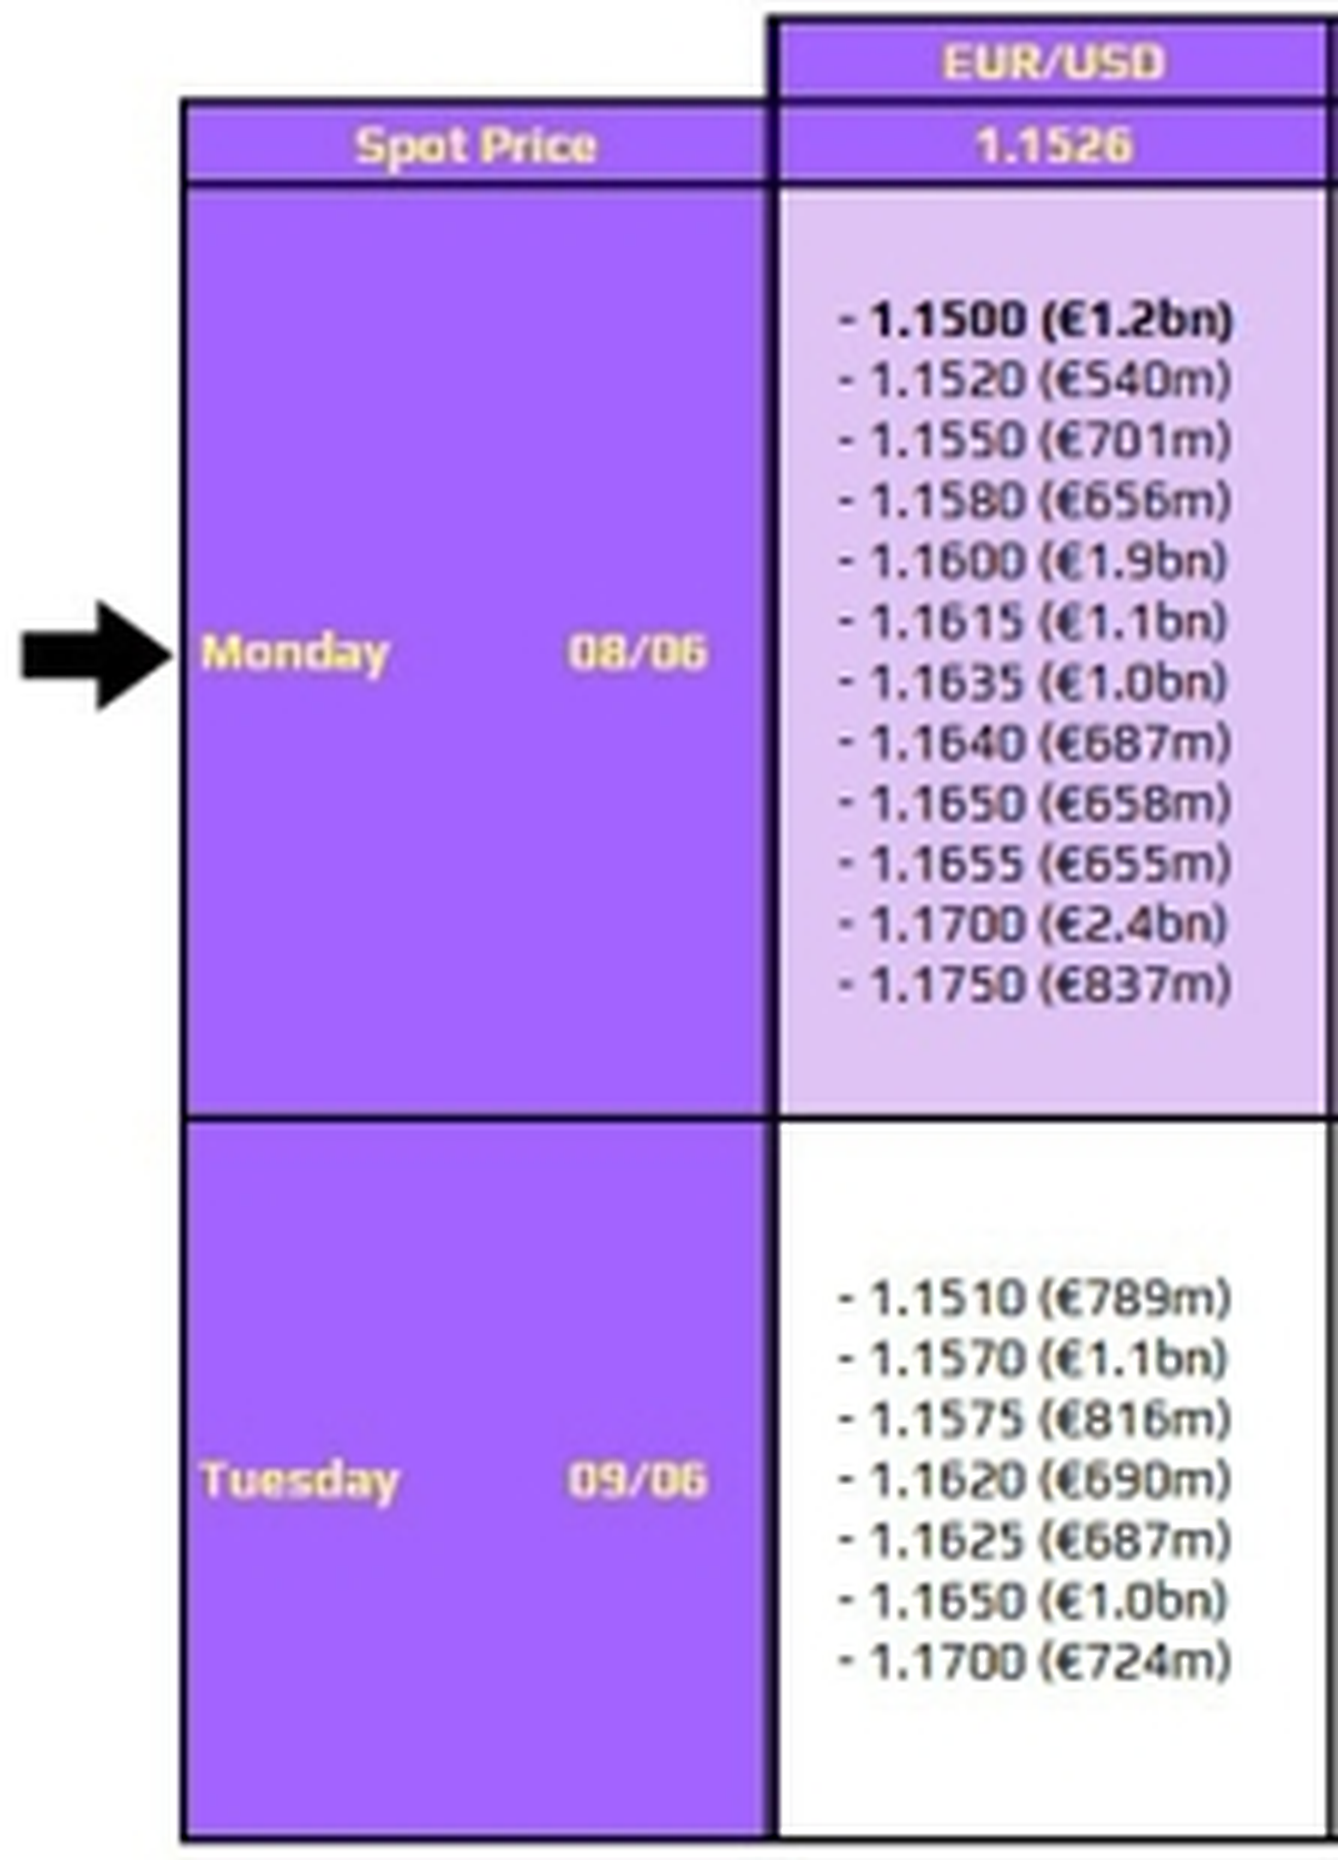 EUR/USD
Spot Price 1.1526
Monday 08/06
- 1.1500 (€1.2bn)
- 1.1520 (€540m)
- 1.1550 (€701m)
- 1.1580 (€656m)
- 1.1600 (€1.9bn)
- 1.1615 (€1.1bn)
- 1.1635 (€1.0bn)
- 1.1640 (€687m)
- 1.1650 (€658m)
- 1.1655 (€655m)
- 1.1700 (€2.4bn)
- 1.1750 (€837m)
Tuesday 09/06
- 1.1510 (€789m)
- 1.1570 (€1.1bn)
- 1.1575 (€816m)
- 1.1620 (€690m)
- 1.1625 (€687m)
- 1.1650 (€1.0bn)
- 1.1700 (€724m)